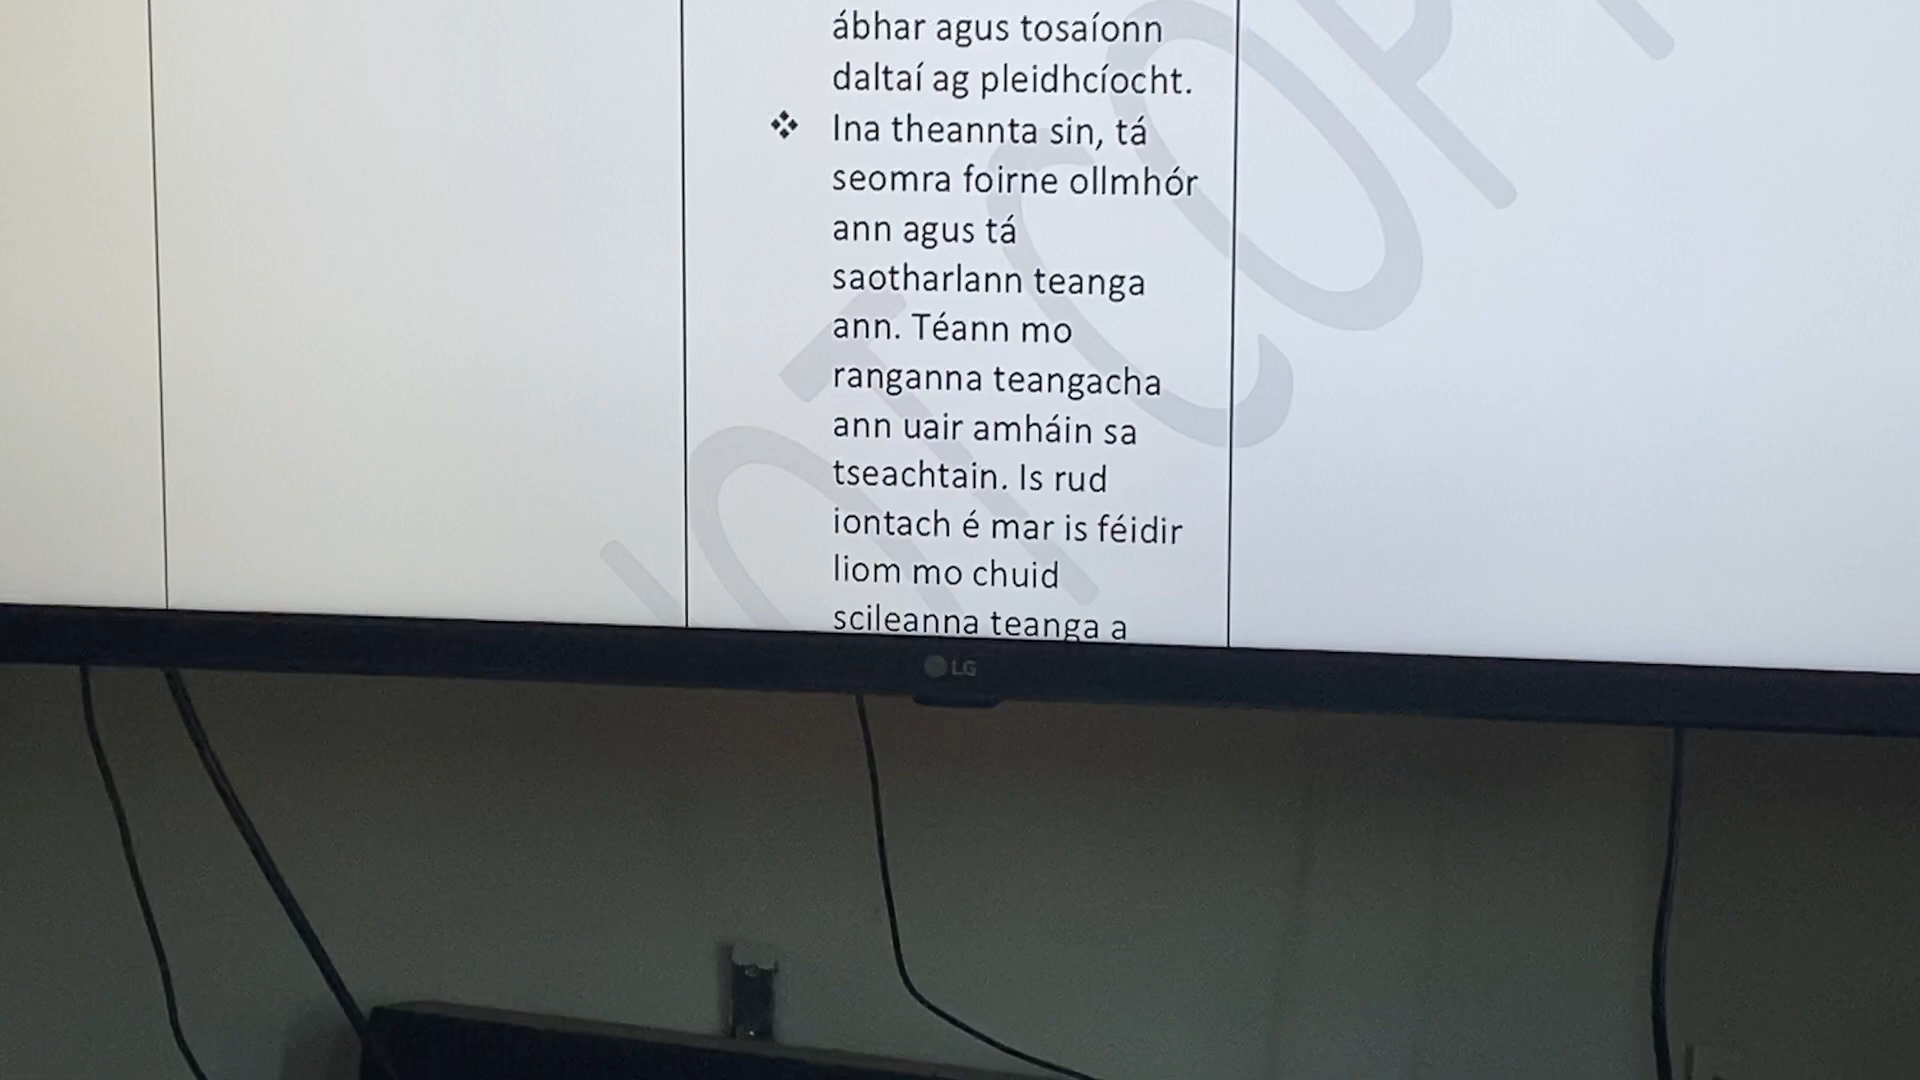 ábhar agus tosaíonn
daltaí ag pleidhcíocht.
❖ Ina theannta sin, tá
seomra foirne ollmhór
ann agus tá
saotharlann teanga
ann. Téann mo
ranganna teangacha
ann uair amháin sa
tseachtain. Is rud
iontach é mar is féidir
liom mo chuid
scileanna teanga a
LG